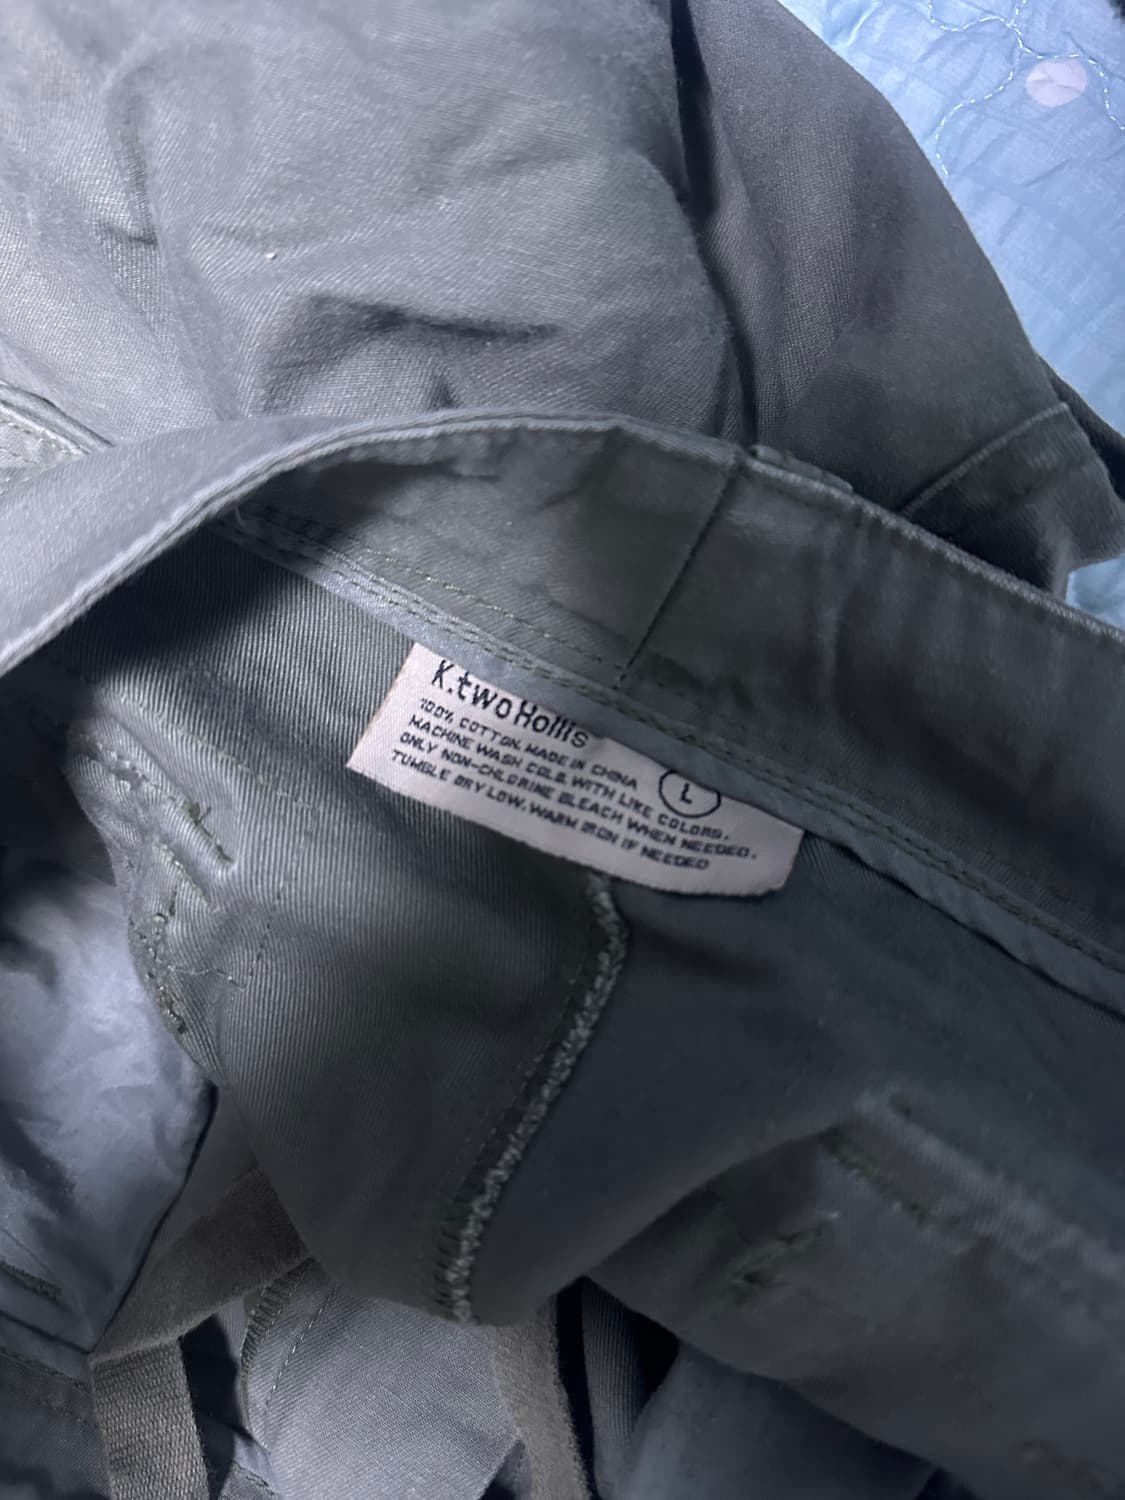 K.two Hollis
100% COTTON. MADE IN CHINA
MACHINE WASH COLD. WITH LIKE COLORS.
ONLY NON-CHLORINE BLEACH WHEN NEEDED.
TUMBLE DRY LOW. WARM IRON IF NEEDED
L